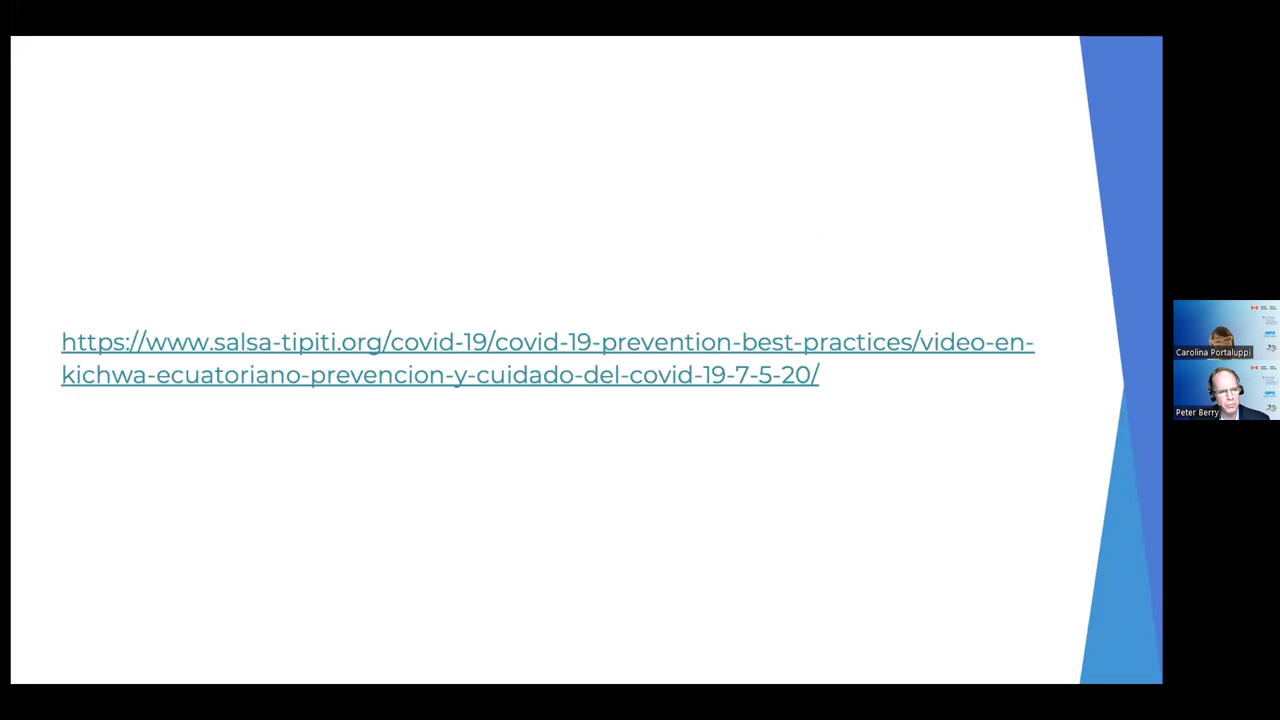 https://www.salsa-tipiti.org/covid-19/covid-19-prevention-best-practices/video-en-
kichwa-ecuatoriano-prevencion-y-cuidado-del-covid-19-7-5-20/
Carolina Portaluppi
Peter Berry